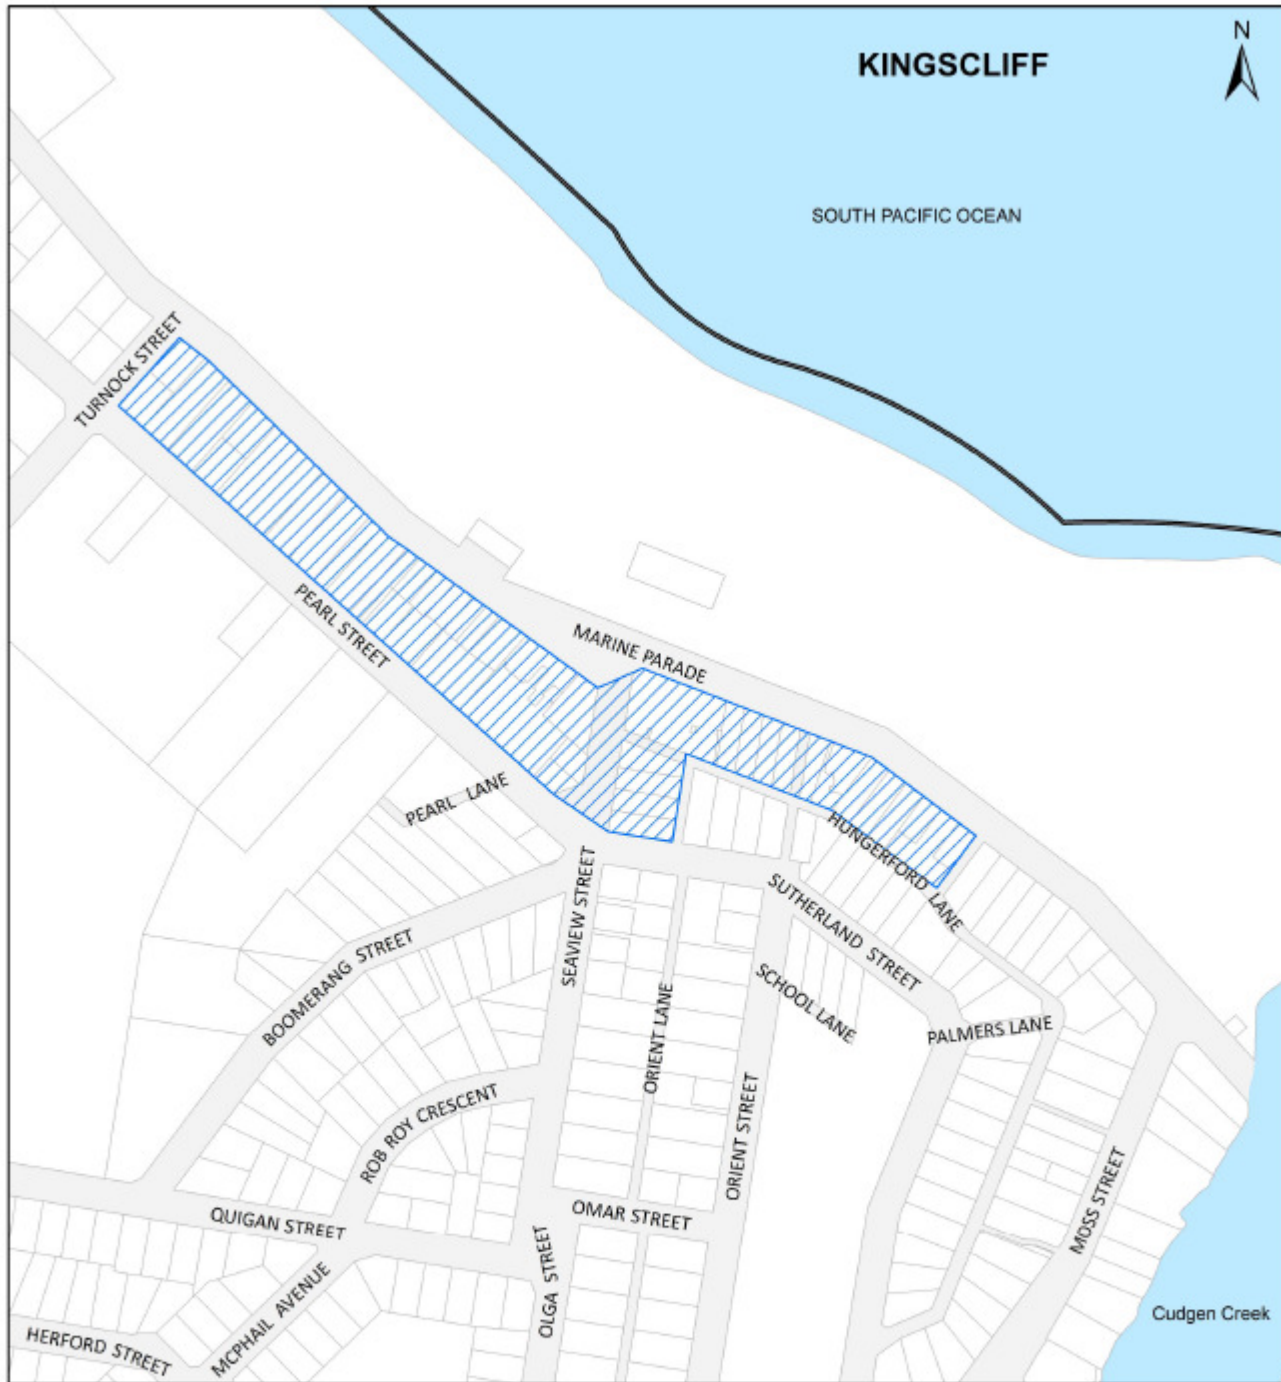 N
KINGSCLIFF
SOUTH PACIFIC OCEAN
TURNOCK STREET
PEARL STREET
MARINE PARADE
PEARL LANE
HUNGERFORD LANE
SEAVIEW STREET
SUTHERLAND STREET
BOOMERANG STREET
SCHOOL LANE
ORIENT LANE
PALMERS LANE
ROB ROY CRESCENT
ORIENT STREET
QUIGAN STREET
OMAR STREET
MOSS STREET
OLGA STREET
MCPHAIL AVENUE
Cudgen Creek
HERFORD STREET